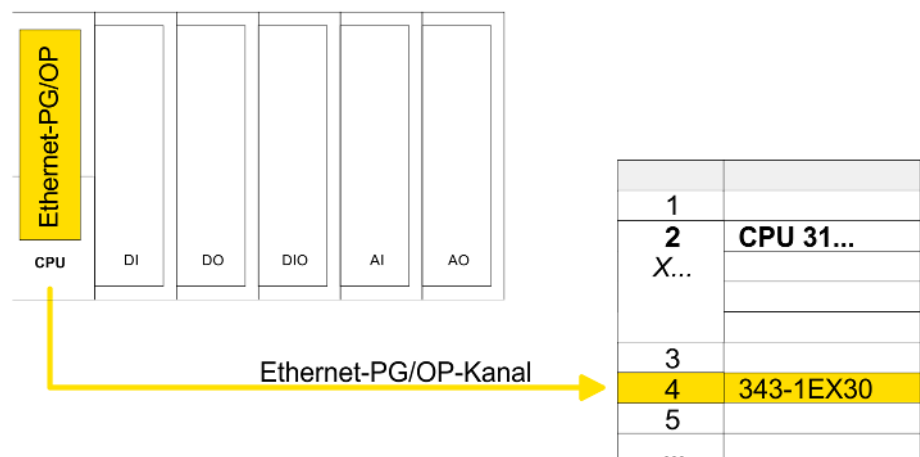 Ethernet-PG/OP
CPU
DI
DO
DIO
AI
AO
Ethernet-PG/OP-Kanal
1
2 CPU 31...
X...
3
4 343-1EX30
5
...